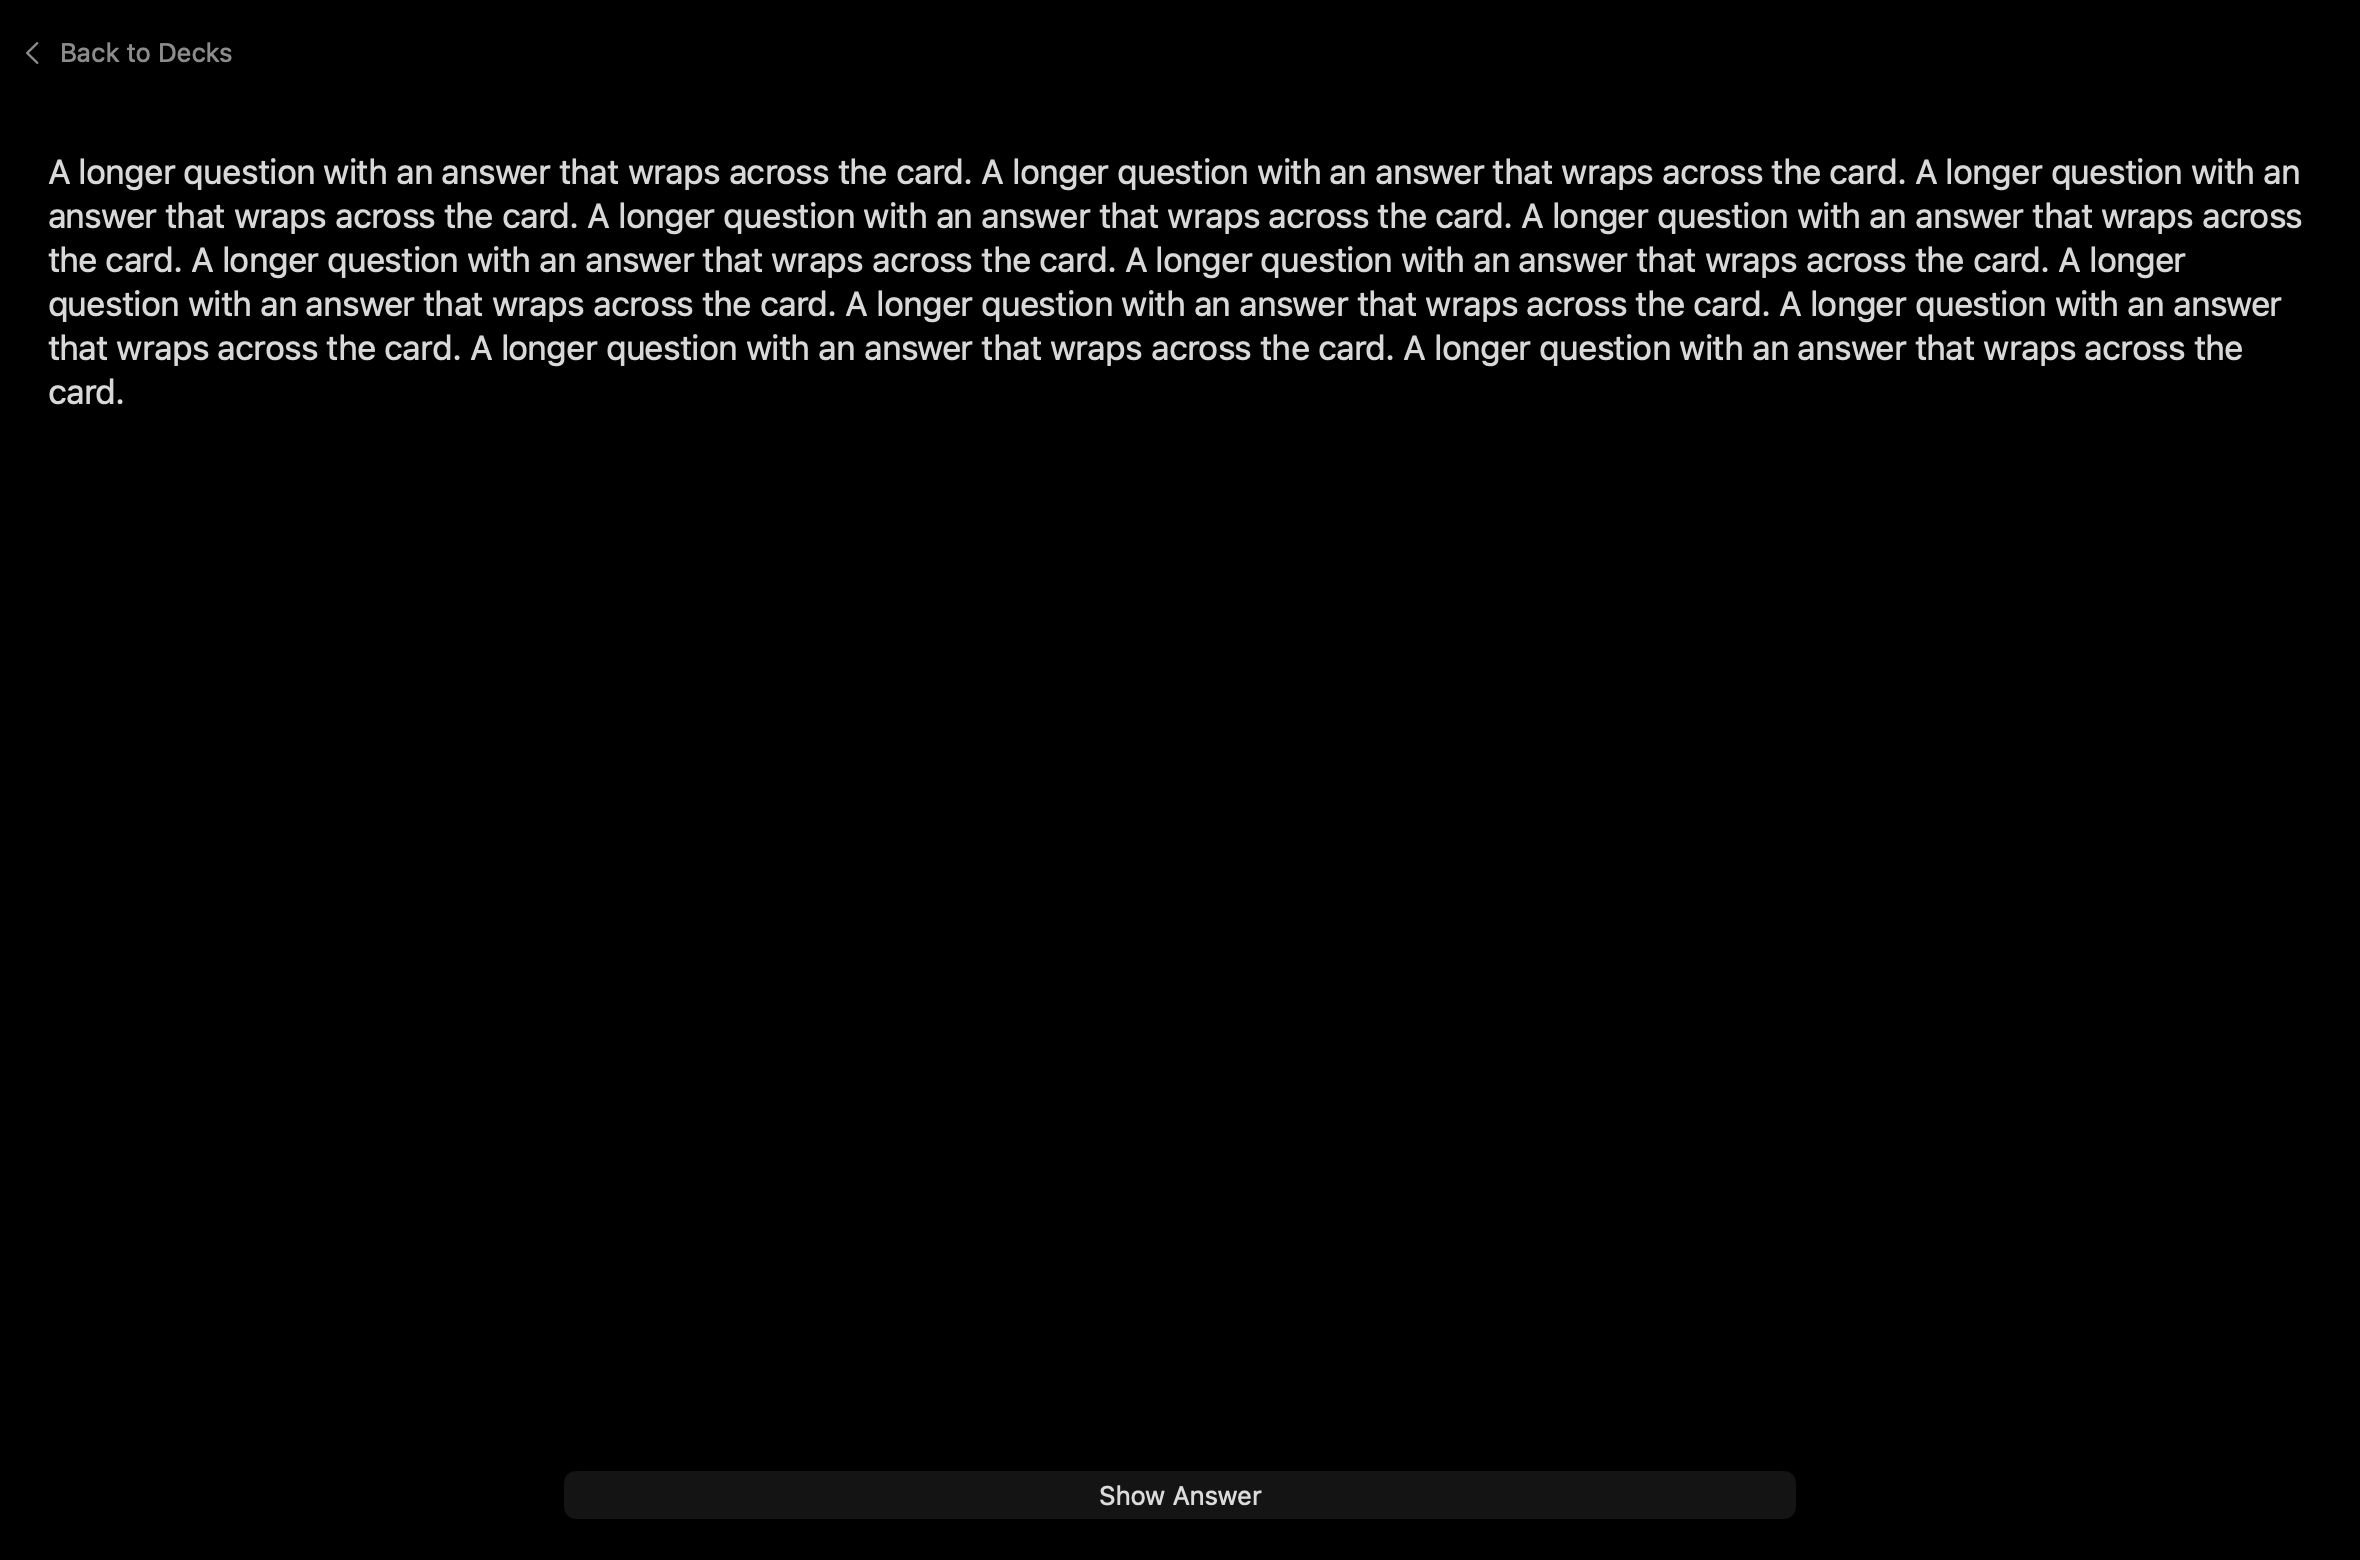 Back to Decks
A longer question with an answer that wraps across the card. A longer question with an answer that wraps across the card. A longer question with an
answer that wraps across the card. A longer question with an answer that wraps across the card. A longer question with an answer that wraps across
the card. A longer question with an answer that wraps across the card. A longer question with an answer that wraps across the card. A longer
question with an answer that wraps across the card. A longer question with an answer that wraps across the card. A longer question with an answer
that wraps across the card. A longer question with an answer that wraps across the card. A longer question with an answer that wraps across the
card.
Show Answer